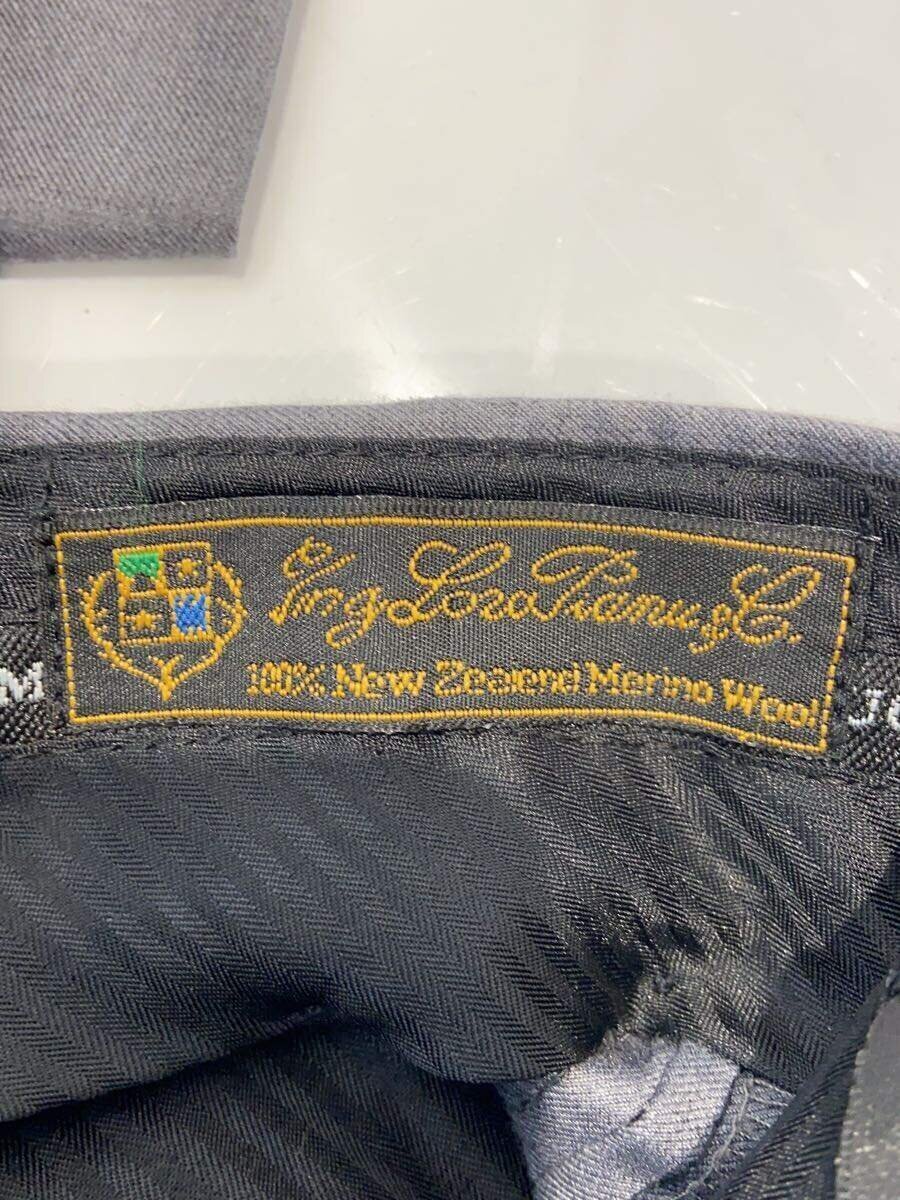 Ing Loro Piana & C.
100% New Zealand Merino Wool
M